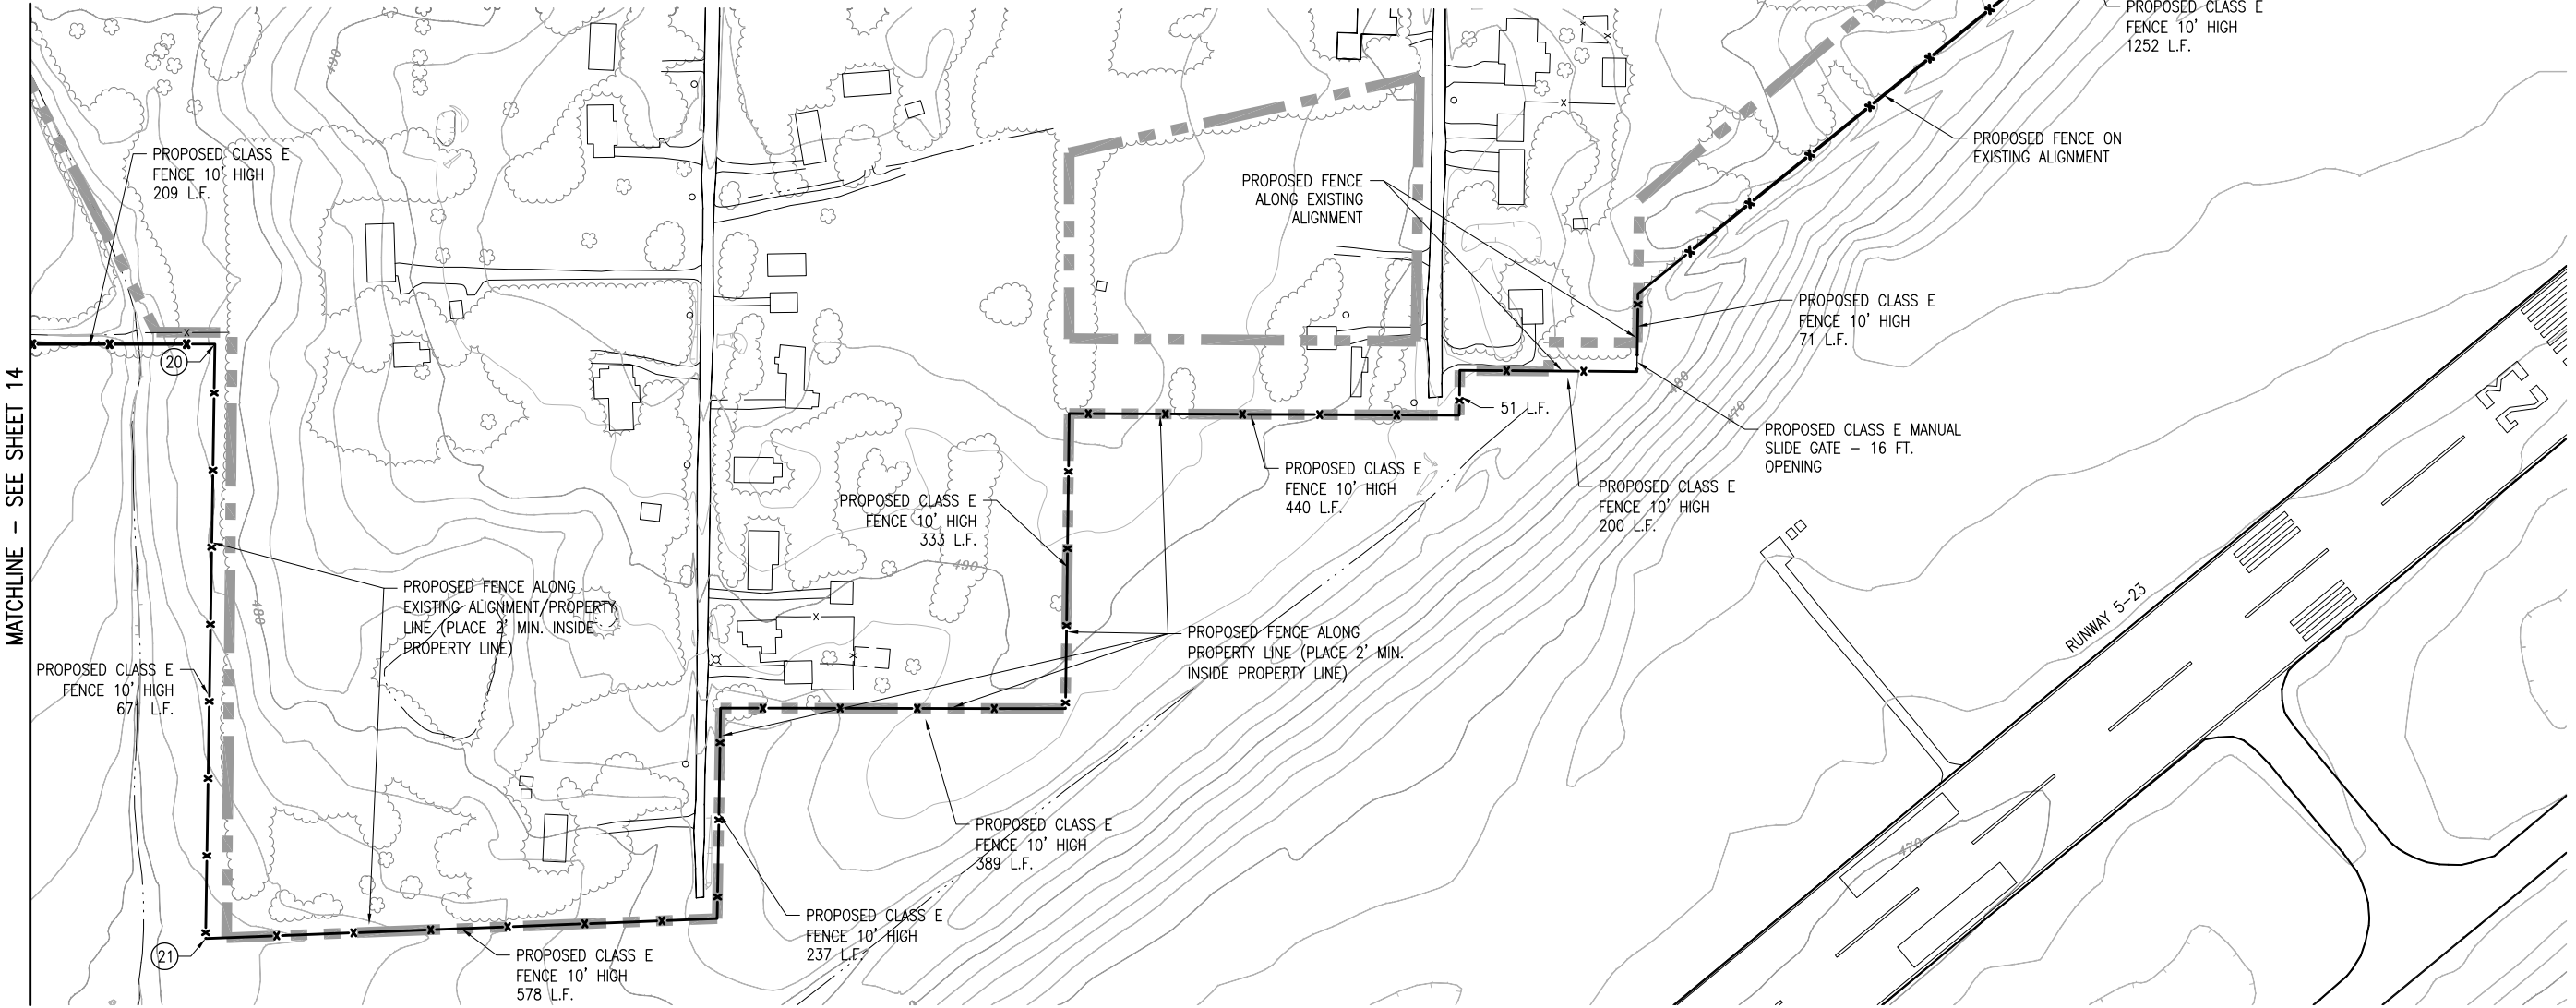 MATCHLINE - SEE SHEET 14
PROPOSED CLASS E
FENCE 10' HIGH
209 L.F.
20
490
PROPOSED CLASS E
FENCE 10' HIGH
1252 L.F.
PROPOSED FENCE ON
EXISTING ALIGNMENT
PROPOSED FENCE
ALONG EXISTING
ALIGNMENT
PROPOSED CLASS E
FENCE 10' HIGH
71 L.F.
480
470
51 L.F.
PROPOSED CLASS E MANUAL
SLIDE GATE – 16 FT.
OPENING
PROPOSED CLASS E
FENCE 10' HIGH
200 L.F.
PROPOSED CLASS E
FENCE 10' HIGH
440 L.F.
PROPOSED CLASS E
FENCE 10' HIGH
333 L.F.
490
480
PROPOSED FENCE ALONG
EXISTING ALIGNMENT/PROPERTY
LINE (PLACE 2' MIN. INSIDE
PROPERTY LINE)
PROPOSED FENCE ALONG
PROPERTY LINE (PLACE 2' MIN.
INSIDE PROPERTY LINE)
PROPOSED CLASS E
FENCE 10' HIGH
671 L.F.
RUNWAY 5-23
23
PROPOSED CLASS E
FENCE 10' HIGH
389 L.F.
470
PROPOSED CLASS E
FENCE 10' HIGH
237 L.F.
21
PROPOSED CLASS E
FENCE 10' HIGH
578 L.F.